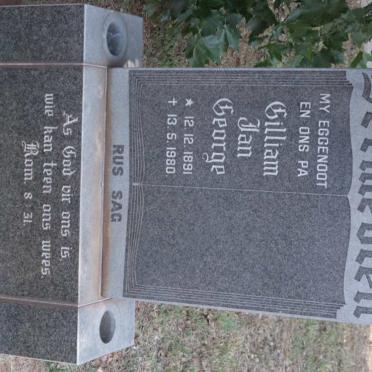 MY EGGENOOT
EN ONS PA
Gilliam
Jan
George
* 12.12.1891
† 13.5.1980
RUS SAG
As God vir ons is,
wie kan teen ons wees.
Rom. 8:31.